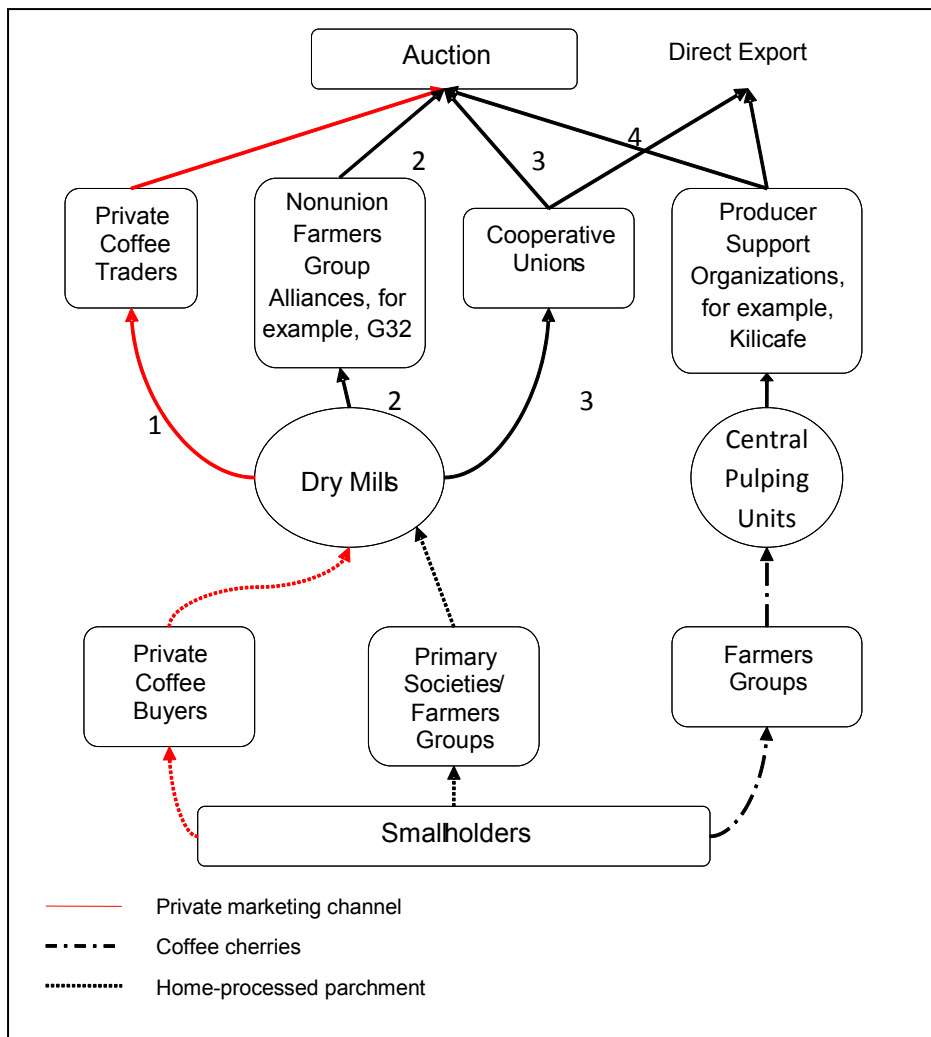 Auction
Direct Export
4
2
3
Private
Coffee
Traders
Nonunion
Farmers
Group
Alliances, for
example, G32
Cooperative
Unions
Producer
Support
Organizations,
for example,
Kilicafe
1
2
3
Dry Mills
Central
Pulping
Units
Private
Coffee
Buyers
Primary
Societies/
Farmers
Groups
Farmers
Groups
Smallholders
Private marketing channel
Coffee cherries
Home-processed parchment